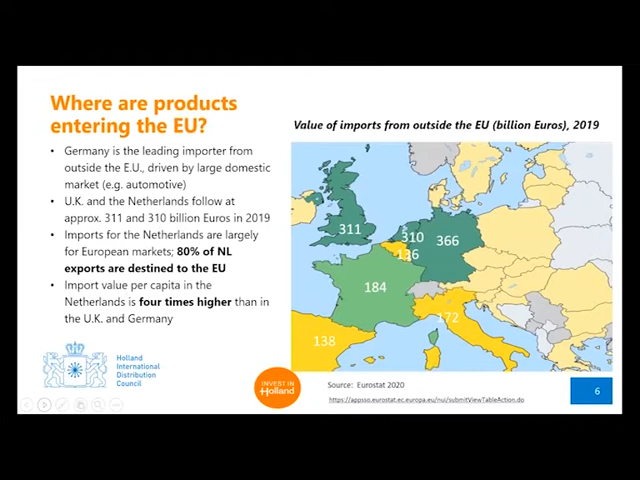 Where are products
entering the EU?
• Germany is the leading importer from
outside the E.U., driven by large domestic
market (e.g. automotive)
• U.K. and the Netherlands follow at
approx. 311 and 310 billion Euros in 2019
• Imports for the Netherlands are largely
for European markets; 80% of NL
exports are destined to the EU
• Import value per capita in the
Netherlands is four times higher than in
the U.K. and Germany
Value of imports from outside the EU (billion Euros), 2019
311
310
366
136
184
172
138
Holland
International
Distribution
Council
INVEST IN
Holland
Source: Eurostat 2020
https://appsso.eurostat.ec.europa.eu/nui/submitViewTableAction.do
6